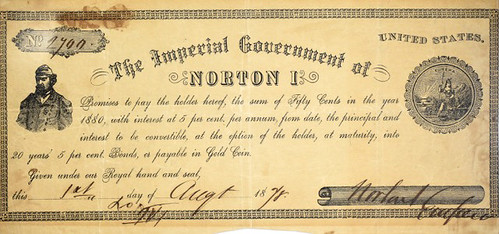 No. 2700.
UNITED STATES.
The Imperial Government of
NORTON I.
Promises to pay the holder hereof, the sum of Fifty Cents in the year
1880, with interest at 5 per cent. per annum, from date, the principal and
interest to be convertible, at the option of the holder, at maturity, into
20 years' 5 per cent. Bonds, or payable in Gold Coin.
Given under our Royal hand and seal,
this 1st day of Augt 1878.
Norton I
Emperor